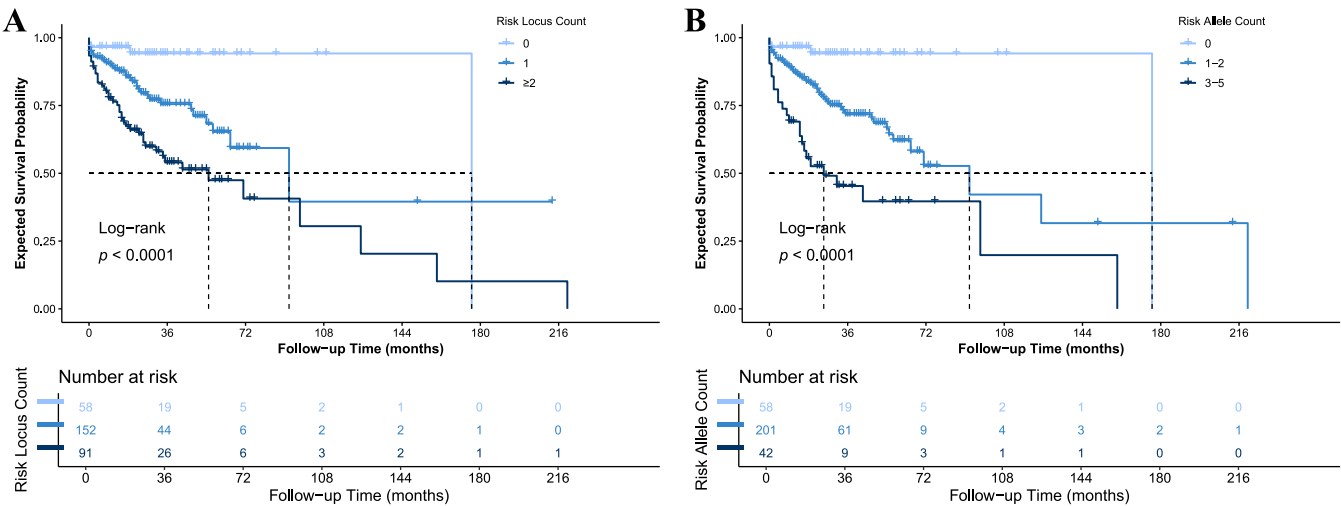 A
Risk Locus Count
0
1
≥2
Expected Survival Probability
1.00
0.75
0.50
0.25
0.00
Log−rank
p < 0.0001
0 36 72 108 144 180 216
Follow−up Time (months)
Number at risk
Risk Locus Count
58 19 5 2 1 0 0
152 44 6 2 2 1 0
91 26 6 3 2 1 1
0 36 72 108 144 180 216
Follow−up Time (months)
B
Risk Allele Count
0
1−2
3−5
Expected Survival Probability
1.00
0.75
0.50
0.25
0.00
Log−rank
p < 0.0001
0 36 72 108 144 180 216
Follow−up Time (months)
Number at risk
Risk Allele Count
58 19 5 2 1 0 0
201 61 9 4 3 2 1
42 9 3 1 1 0 0
0 36 72 108 144 180 216
Follow−up Time (months)